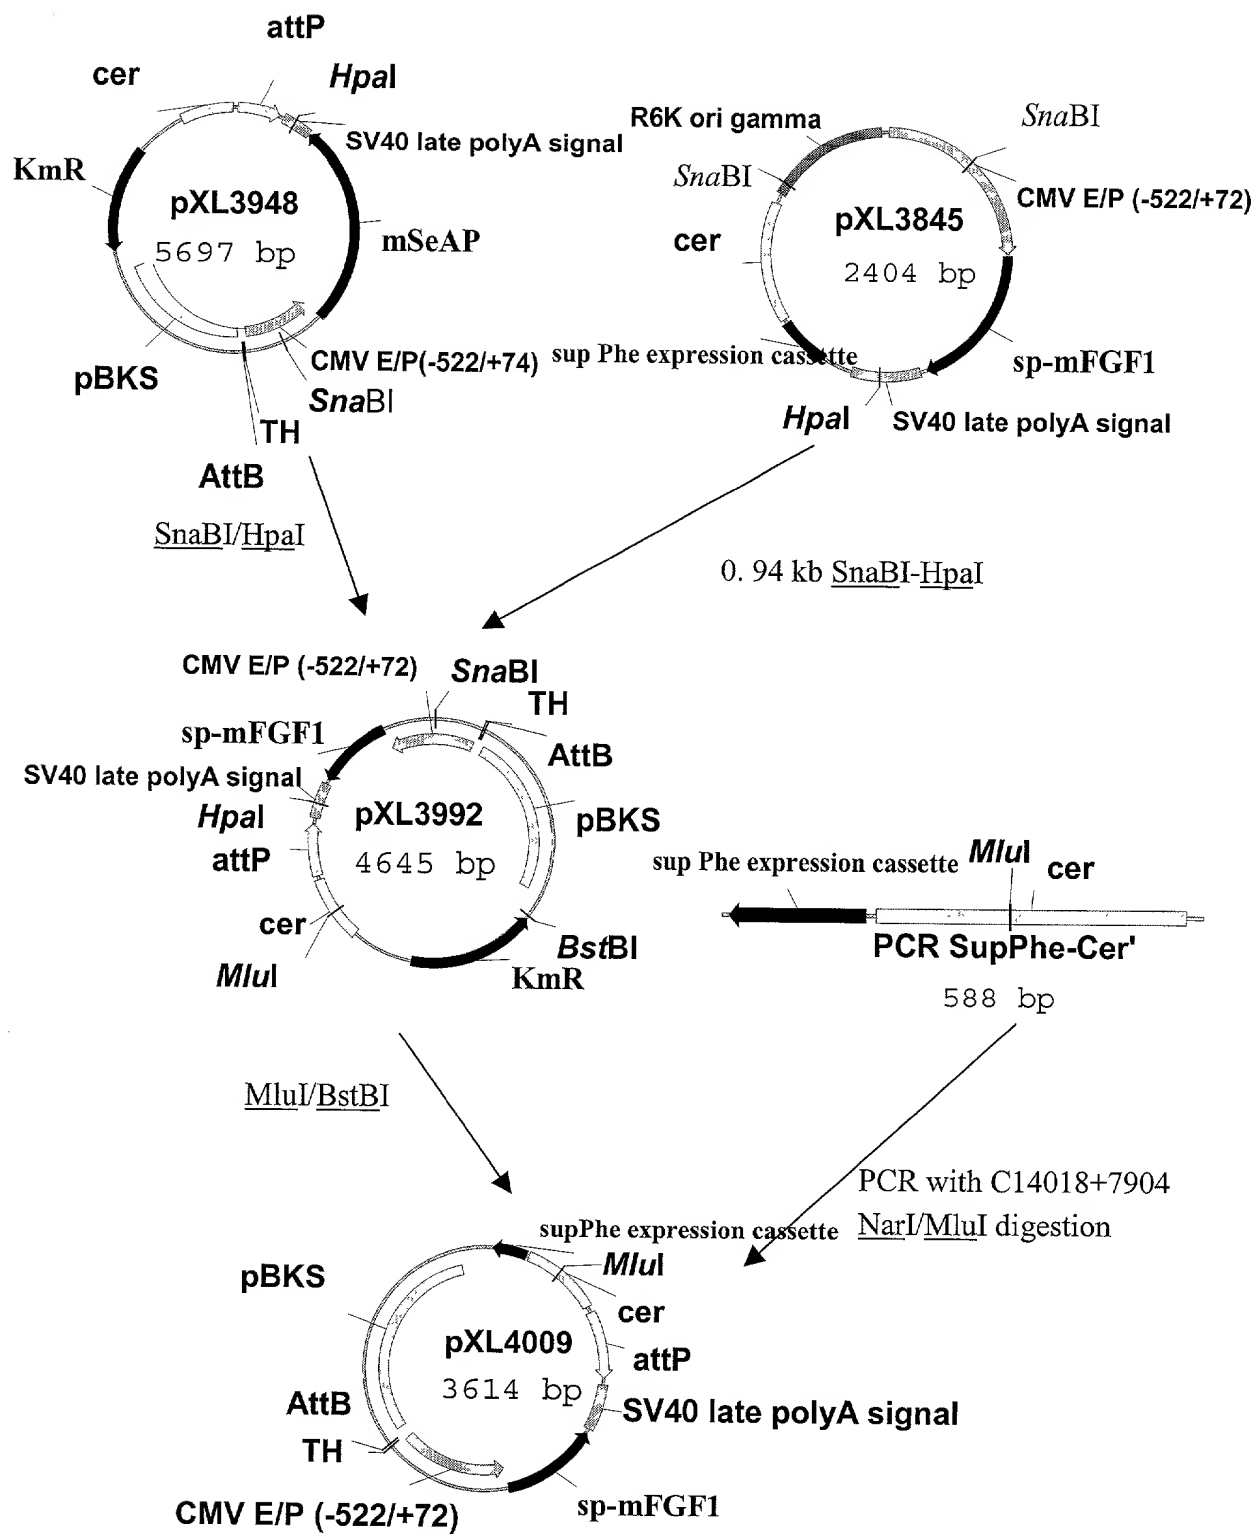 attP
cer
HpaI
SV40 late polyA signal
KmR
pXL3948
5697 bp
mSeAP
pBKS
CMV E/P(-522/+74)
SnaBI
TH
AttB
R6K ori gamma
SnaBI
SnaBI
CMV E/P (-522/+72)
pXL3845
cer
2404 bp
sup Phe expression cassette
sp-mFGF1
HpaI
SV40 late polyA signal
SnaBI/HpaI
0. 94 kb SnaBI-HpaI
CMV E/P (-522/+72)
SnaBI
TH
sp-mFGF1
AttB
SV40 late polyA signal
HpaI
pXL3992
pBKS
attP
4645 bp
cer
BstBI
MluI
KmR
sup Phe expression cassette
MluI
cer
PCR SupPhe-Cer'
588 bp
MluI/BstBI
PCR with C14018+7904
NarI/MluI digestion
supPhe expression cassette
MluI
pBKS
cer
pXL4009
attP
3614 bp
AttB
SV40 late polyA signal
TH
CMV E/P (-522/+72)
sp-mFGF1